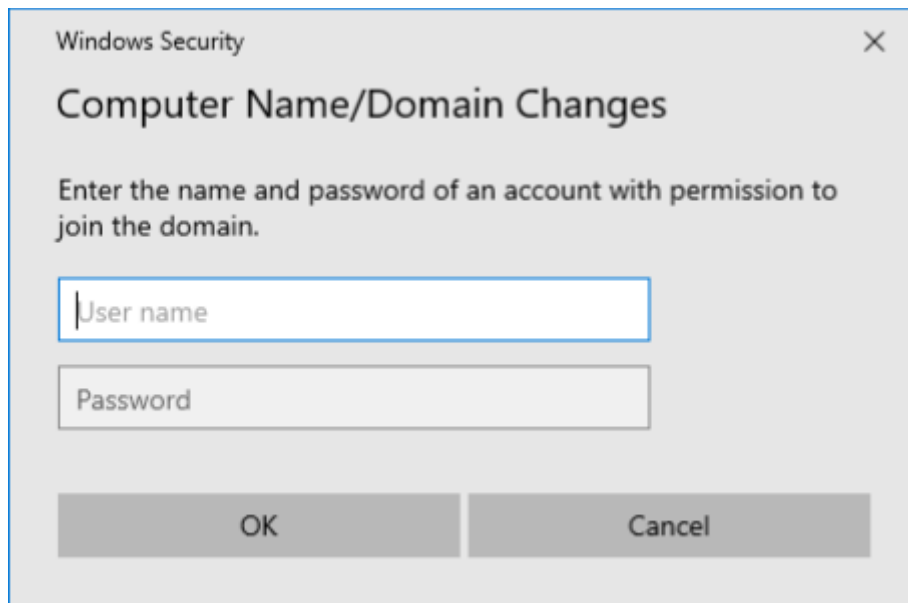 Windows Security
Computer Name/Domain Changes
Enter the name and password of an account with permission to
join the domain.
User name
Password
OK
Cancel